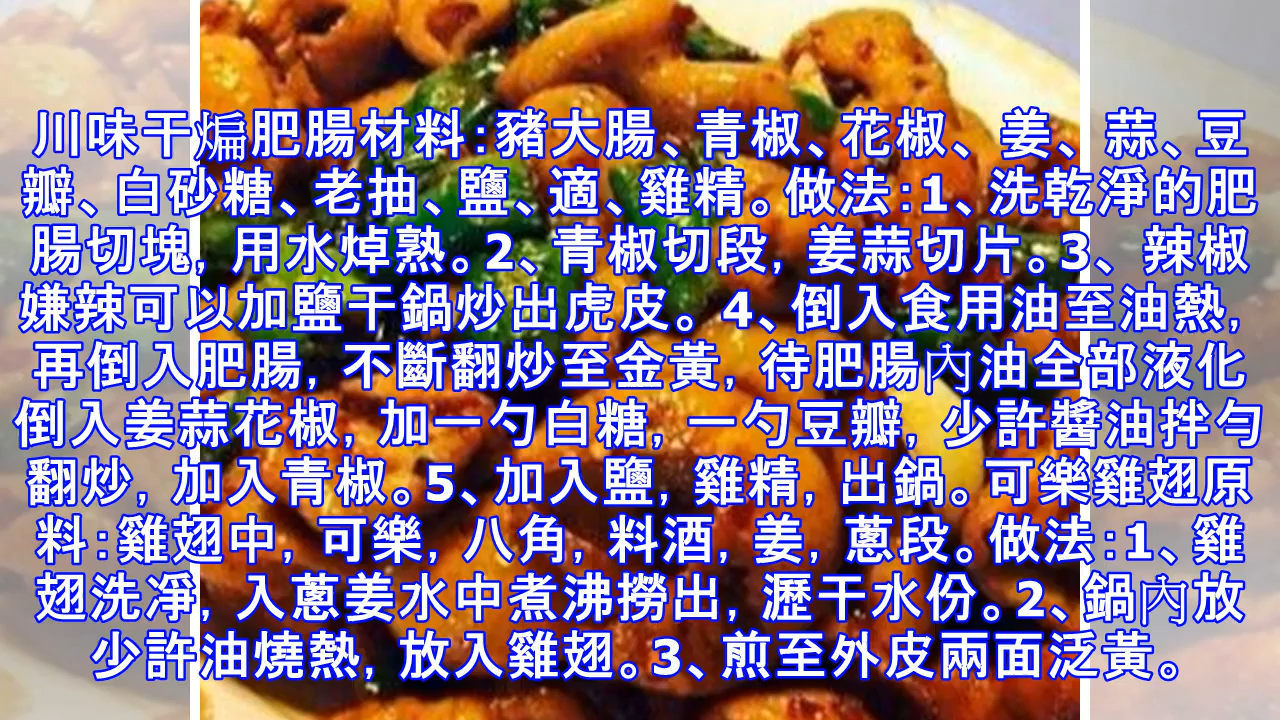 川味干煸肥腸材料:豬大腸、青椒、花椒、姜、蒜、豆
瓣、白砂糖、老抽、鹽、適、雞精。做法:1、洗乾淨的肥
腸切塊, 用水焯熟。2、青椒切段, 姜蒜切片。3、辣椒
嫌辣可以加鹽干鍋炒出虎皮。4、倒入食用油至油熱,
再倒入肥腸, 不斷翻炒至金黃, 待肥腸內油全部液化
倒入姜蒜花椒, 加一勺白糖, 一勺豆瓣, 少許醬油拌勻
翻炒, 加入青椒。5、加入鹽, 雞精, 出鍋。可樂雞翅原
料:雞翅中, 可樂, 八角, 料酒, 姜, 蔥段。做法:1、雞
翅洗凈, 入蔥姜水中煮沸撈出, 瀝干水份。2、鍋內放
少許油燒熱, 放入雞翅。3、煎至外皮兩面泛黃。